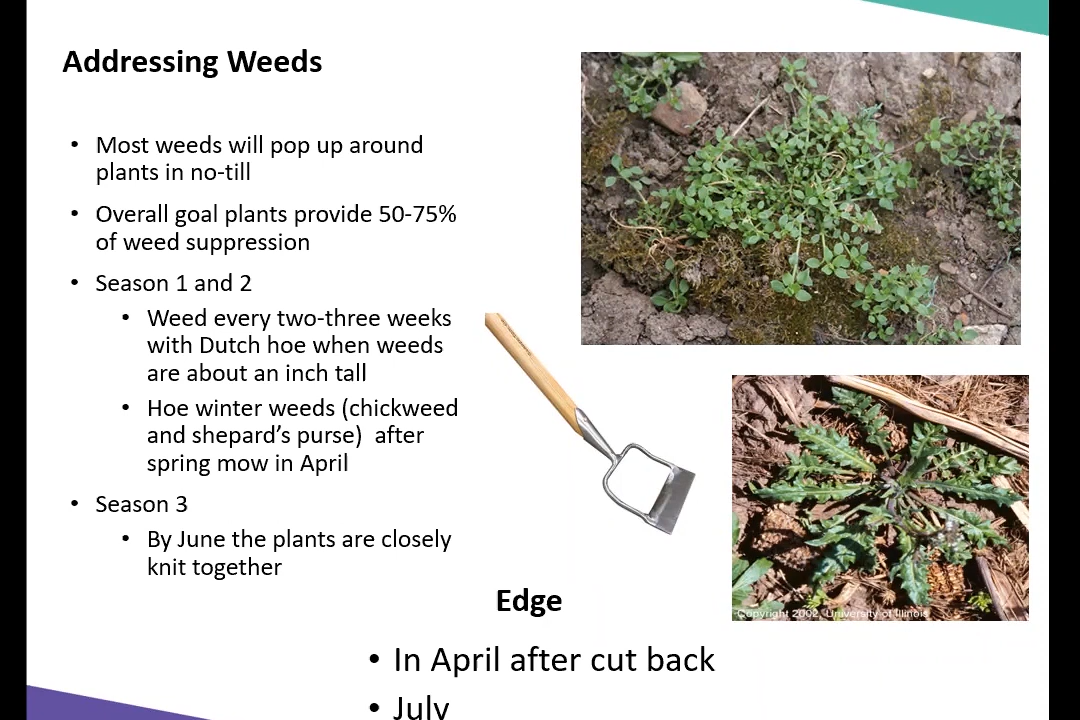 Addressing Weeds
• Most weeds will pop up around
plants in no-till
• Overall goal plants provide 50-75%
of weed suppression
• Season 1 and 2
• Weed every two-three weeks
with Dutch hoe when weeds
are about an inch tall
• Hoe winter weeds (chickweed
and shepard’s purse)  after
spring mow in April
• Season 3
• By June the plants are closely
knit together
Edge
• In April after cut back
• July
Copyright 2002, University of Illinois